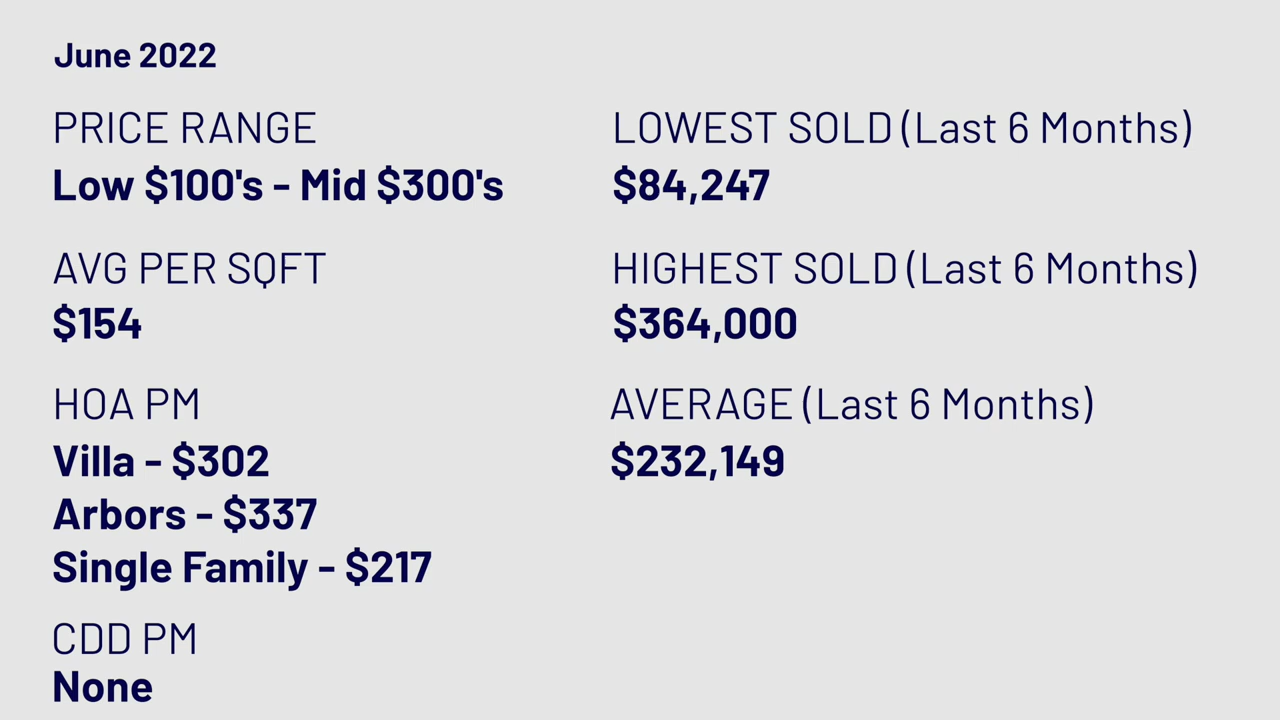 June 2022
PRICE RANGE
Low $100's - Mid $300's
AVG PER SQFT
$154
HOA PM
Villa - $302
Arbors - $337
Single Family - $217
CDD PM
None
LOWEST SOLD (Last 6 Months)
$84,247
HIGHEST SOLD (Last 6 Months)
$364,000
AVERAGE (Last 6 Months)
$232,149